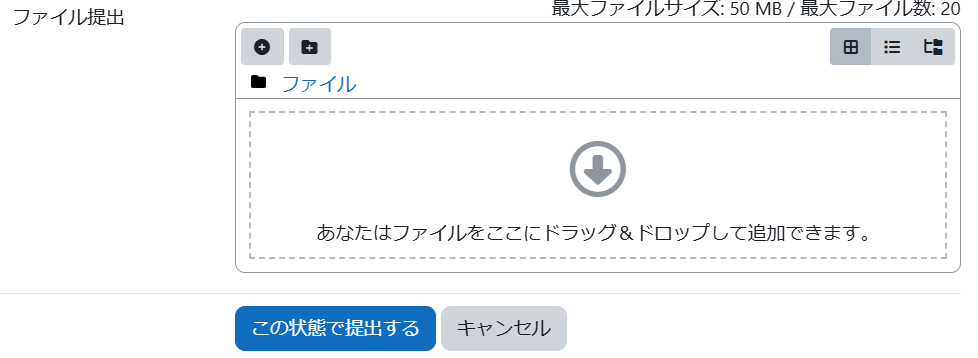 ファイル提出
最大ファイルサイズ: 50 MB / 最大ファイル数: 20
ファイル
あなたはファイルをここにドラッグ＆ドロップして追加できます。
この状態で提出する
キャンセル